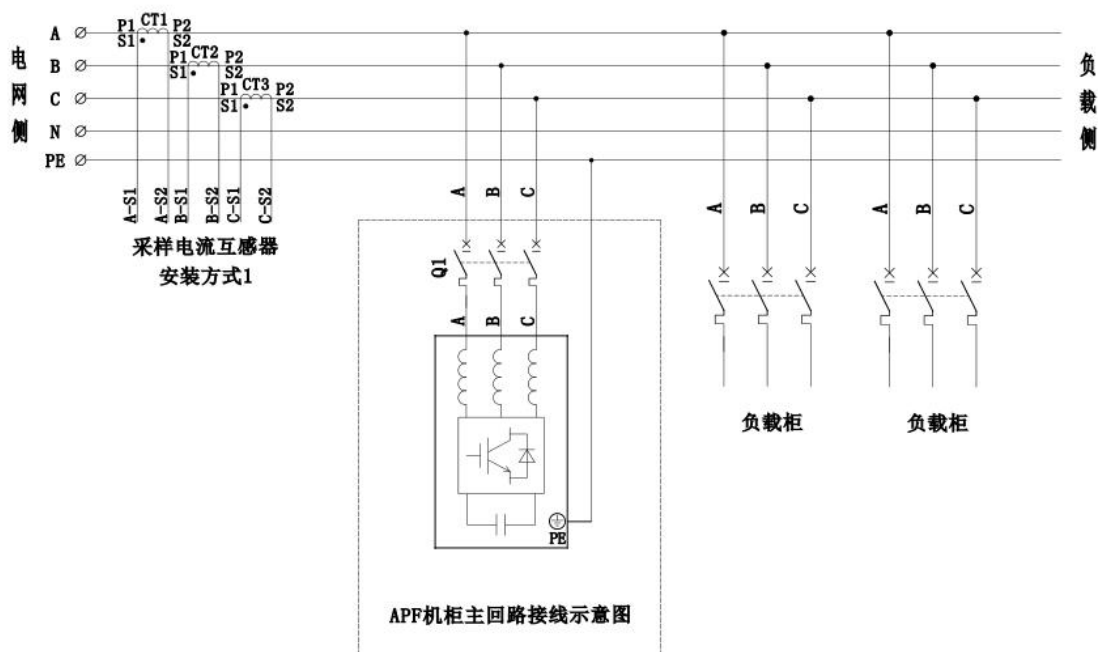 电网侧
A
B
C
N
PE
P1 CT1 P2
S1 S2
P1 CT2 P2
S1 S2
P1 CT3 P2
S1 S2
A-S1
A-S2
B-S1
B-S2
C-S1
C-S2
采样电流互感器
安装方式1
A
B
C
Q1
A
B
C
PE
APF机柜主回路接线示意图
A
B
C
负载柜
A
B
C
负载柜
负载侧